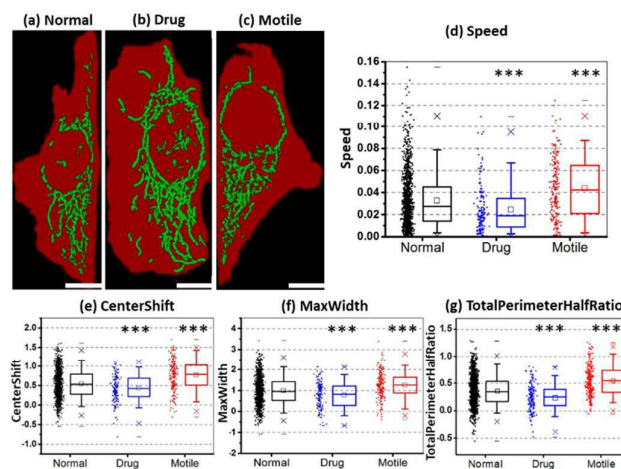 (a) Normal
(b) Drug
(c) Motile
(d) Speed
Speed
0.16
0.14
0.12
0.10
0.08
0.06
0.04
0.02
0.00
***
***
Normal
Drug
Motile
(e) CenterShift
CenterShift
2.0
1.5
1.0
0.5
0.0
-0.5
-1.0
***
***
Normal
Drug
Motile
(f) MaxWidth
MaxWidth
4
3
2
1
0
-1
-2
***
***
Normal
Drug
Motile
(g) TotalPerimeterHalfRatio
TotalPerimeterHalfRatio
1.5
1.0
0.5
0.0
-0.5
***
***
Normal
Drug
Motile